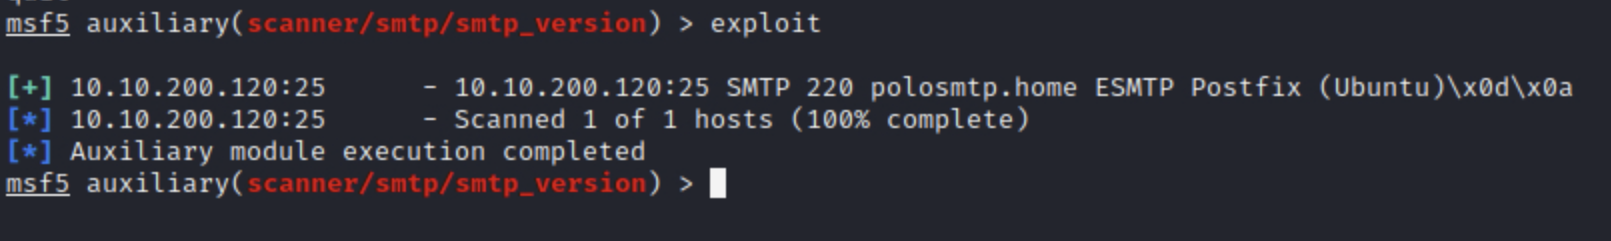 msf5 auxiliary(scanner/smtp/smtp_version) > exploit
[+] 10.10.200.120:25 - 10.10.200.120:25 SMTP 220 polosmtp.home ESMTP Postfix (Ubuntu)\x0d\x0a
[*] 10.10.200.120:25 - Scanned 1 of 1 hosts (100% complete)
[*] Auxiliary module execution completed
msf5 auxiliary(scanner/smtp/smtp_version) >